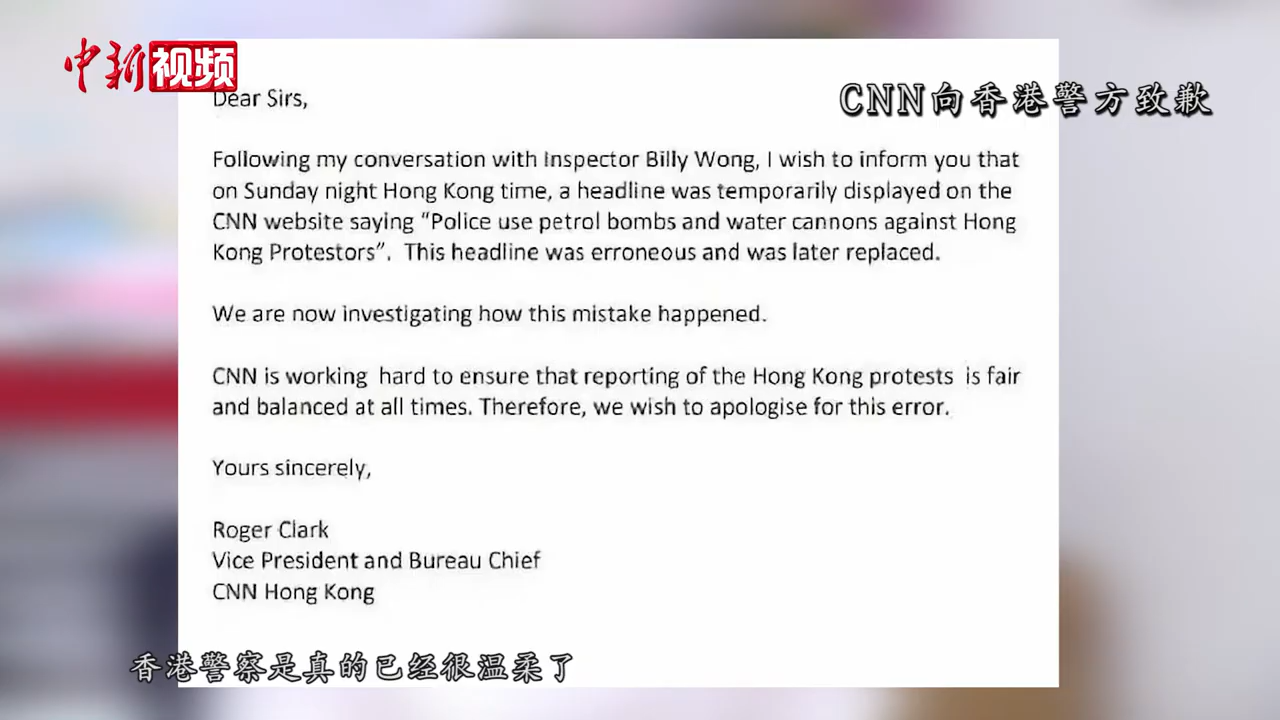 中新视频
CNN向香港警方致歉
Dear Sirs,
Following my conversation with Inspector Billy Wong, I wish to inform you that
on Sunday night Hong Kong time, a headline was temporarily displayed on the
CNN website saying “Police use petrol bombs and water cannons against Hong
Kong Protestors”. This headline was erroneous and was later replaced.
We are now investigating how this mistake happened.
CNN is working hard to ensure that reporting of the Hong Kong protests is fair
and balanced at all times. Therefore, we wish to apologise for this error.
Yours sincerely,
Roger Clark
Vice President and Bureau Chief
CNN Hong Kong
香港警察是真的已经很温柔了